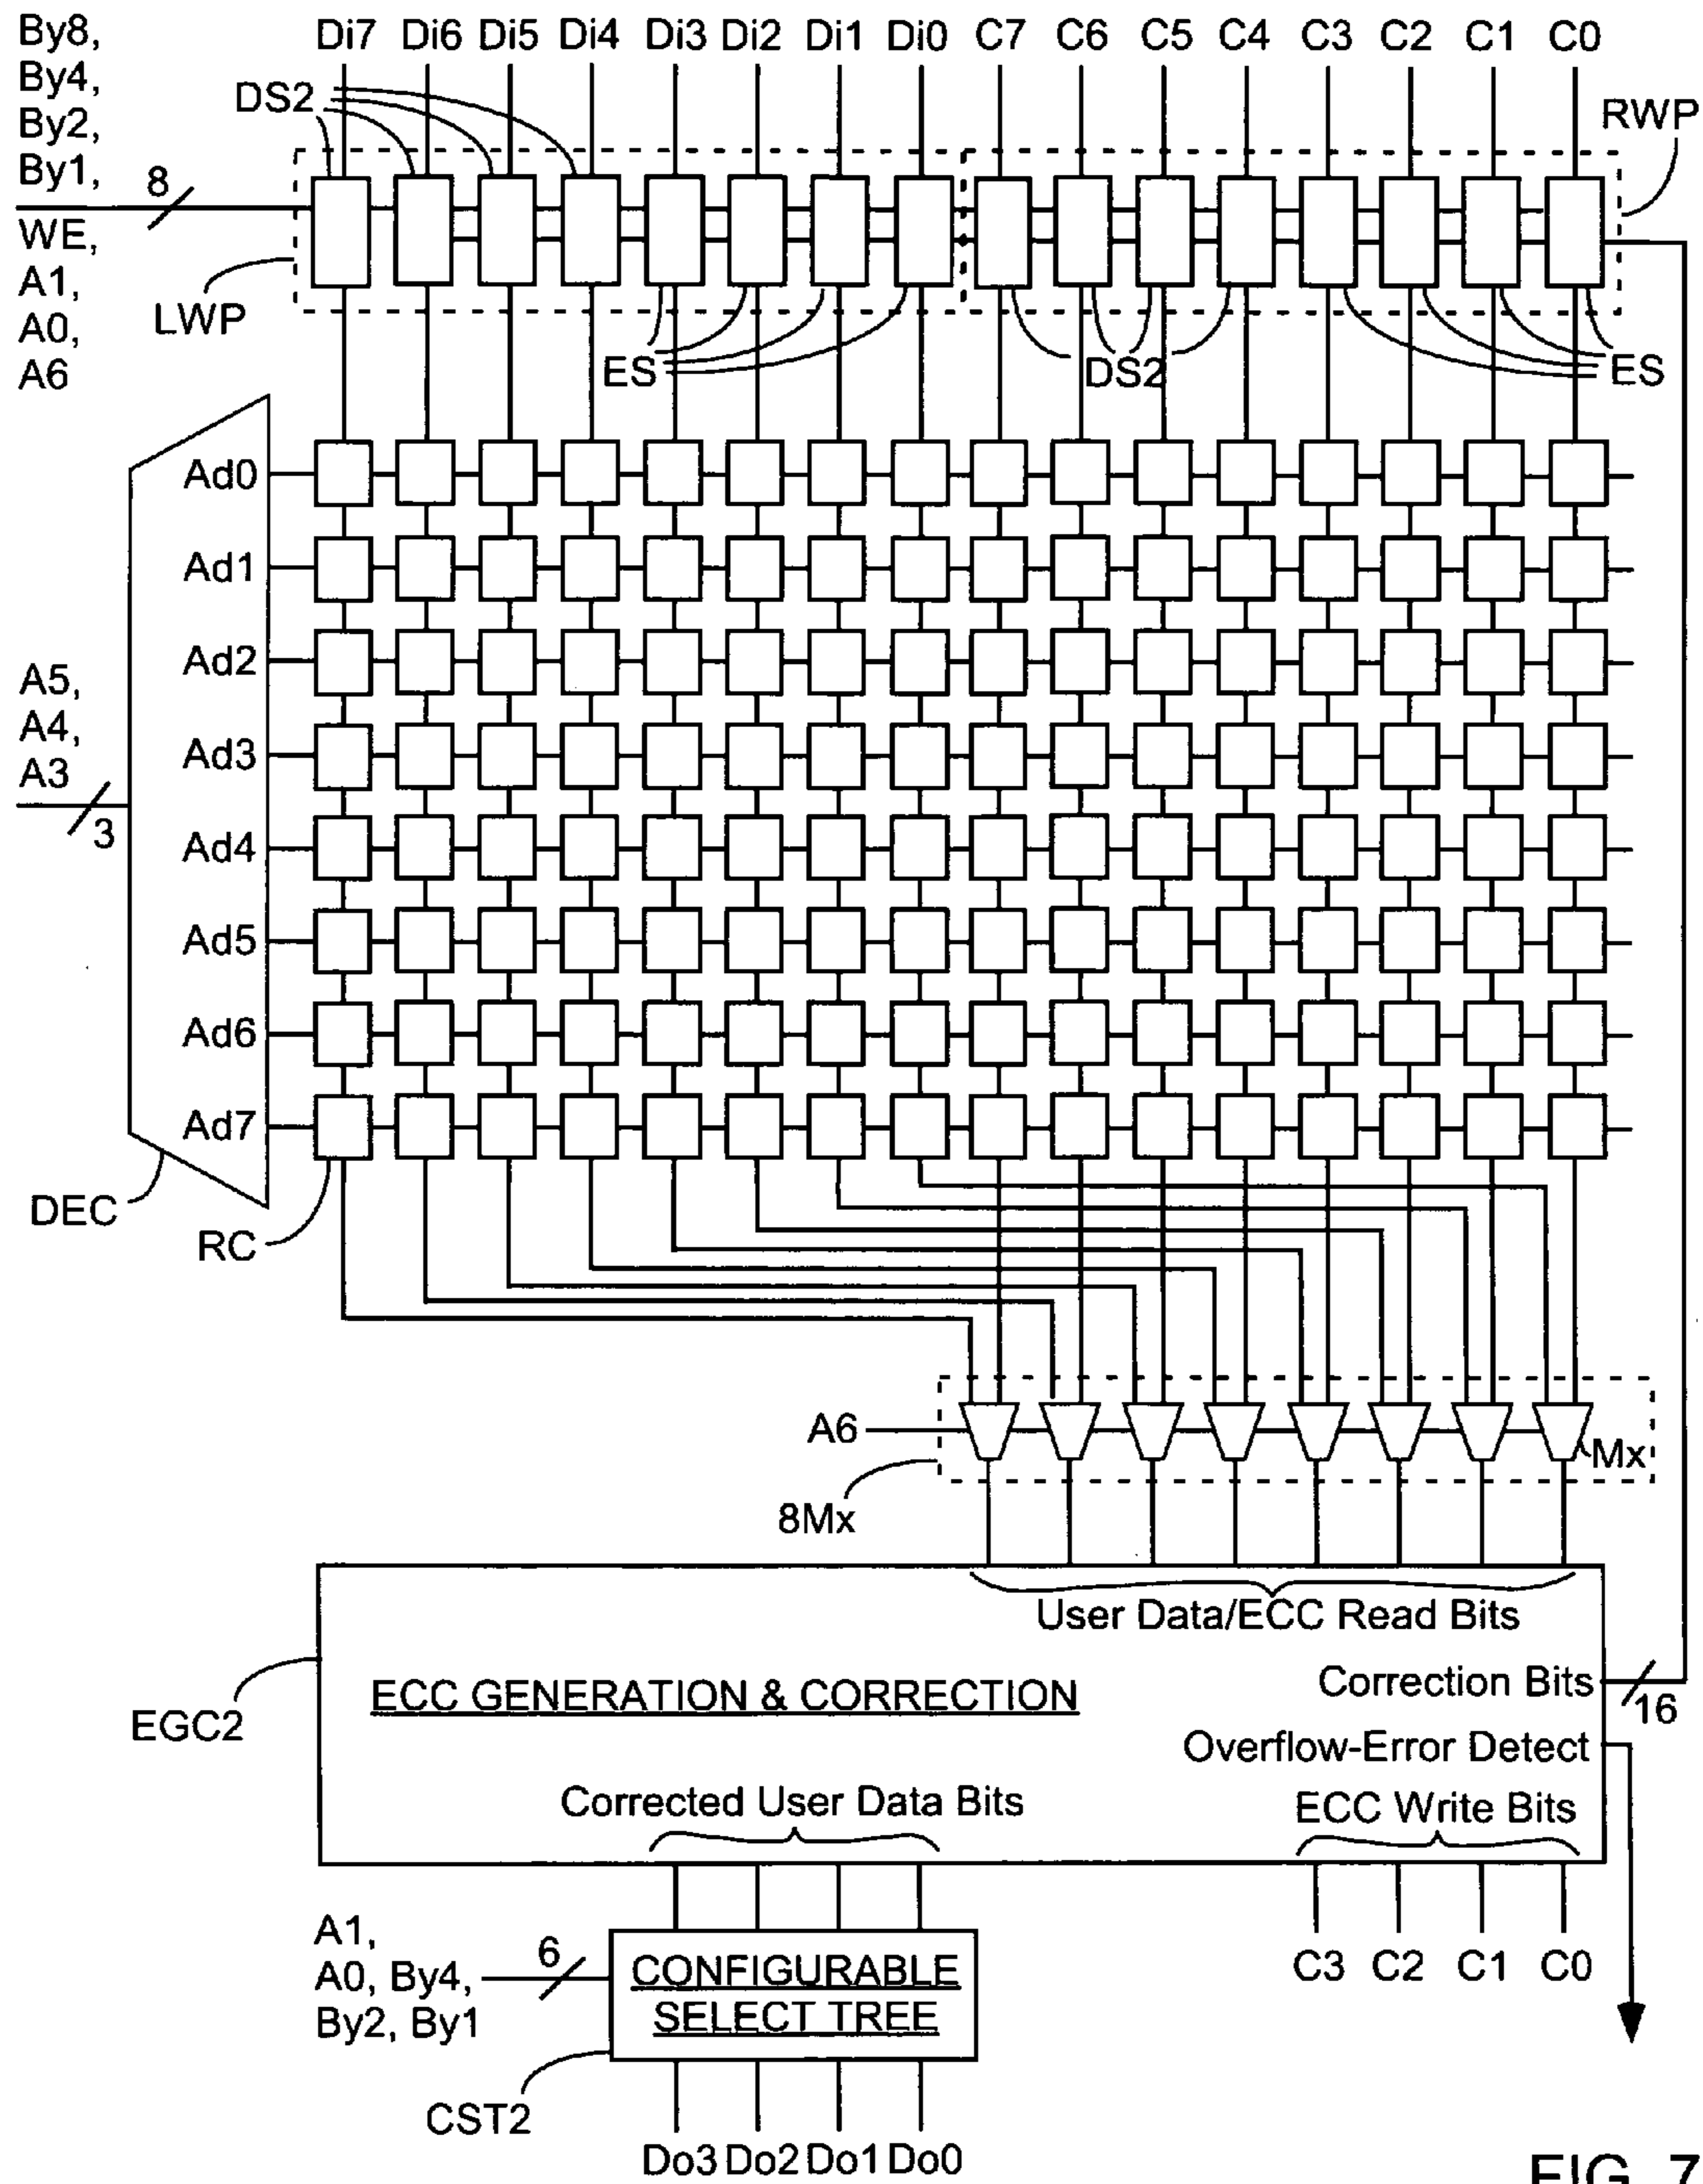 By8,
By4,
By2,
By1,
8
WE,
A1,
A0,
A6
Di7 Di6 Di5 Di4 Di3 Di2 Di1 Di0 C7 C6 C5 C4 C3 C2 C1 C0
DS2
RWP
LWP
ES
DS2
ES
Ad0
Ad1
Ad2
A5,
A4,
A3
3
Ad3
Ad4
Ad5
Ad6
Ad7
DEC
RC
A6
Mx
8Mx
User Data/ECC Read Bits
ECC GENERATION & CORRECTION
Correction Bits
16
EGC2
Overflow-Error Detect
Corrected User Data Bits
ECC Write Bits
A1,
A0, By4,
By2, By1
6
CONFIGURABLE
SELECT TREE
C3 C2 C1 C0
CST2
Do3 Do2 Do1 Do0
FIG. 7